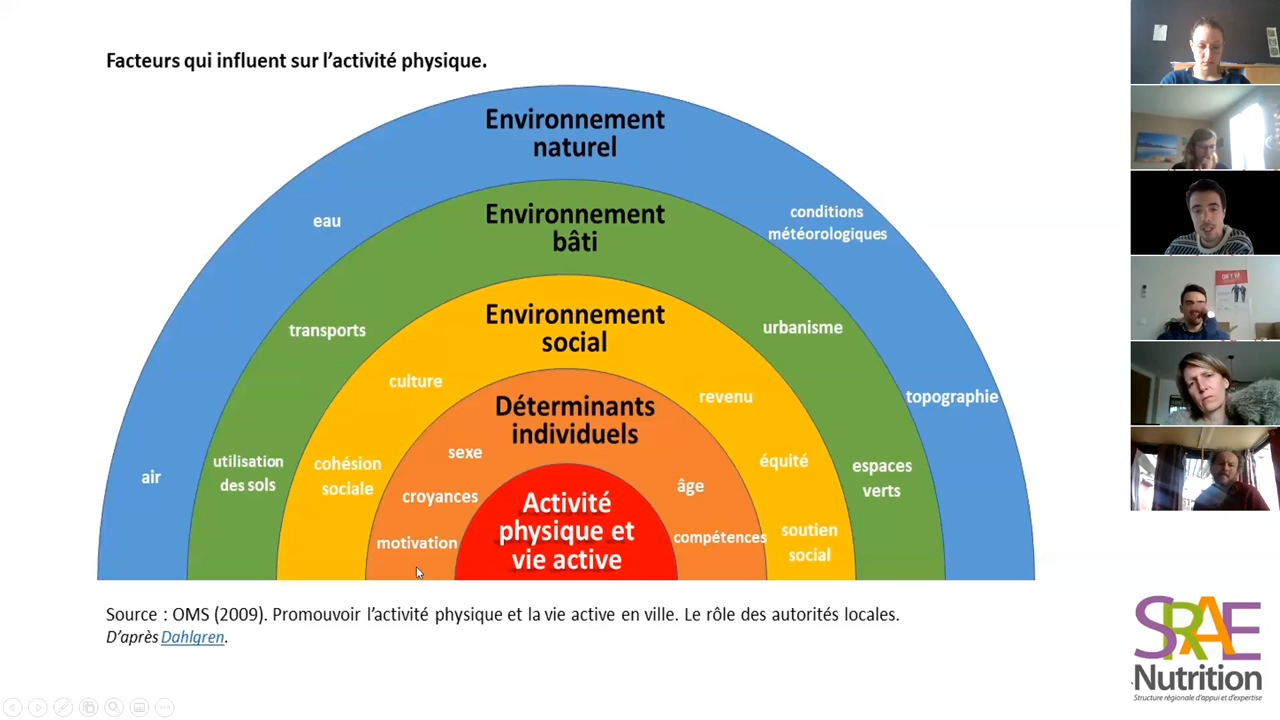 Facteurs qui influent sur l’activité physique.
Environnement
naturel
eau
conditions
météorologiques
air
topographie
Environnement
bâti
transports
urbanisme
utilisation
des sols
espaces
verts
Environnement
social
culture
revenu
cohésion
sociale
équité
soutien
social
Déterminants
individuels
sexe
croyances
âge
motivation
compétences
Activité
physique et
vie active
Source : OMS (2009). Promouvoir l’activité physique et la vie active en ville. Le rôle des autorités locales.
D’après Dahlgren.
ON Y VA!
SRAE
Nutrition
Structure régionale d'appui et d'expertise